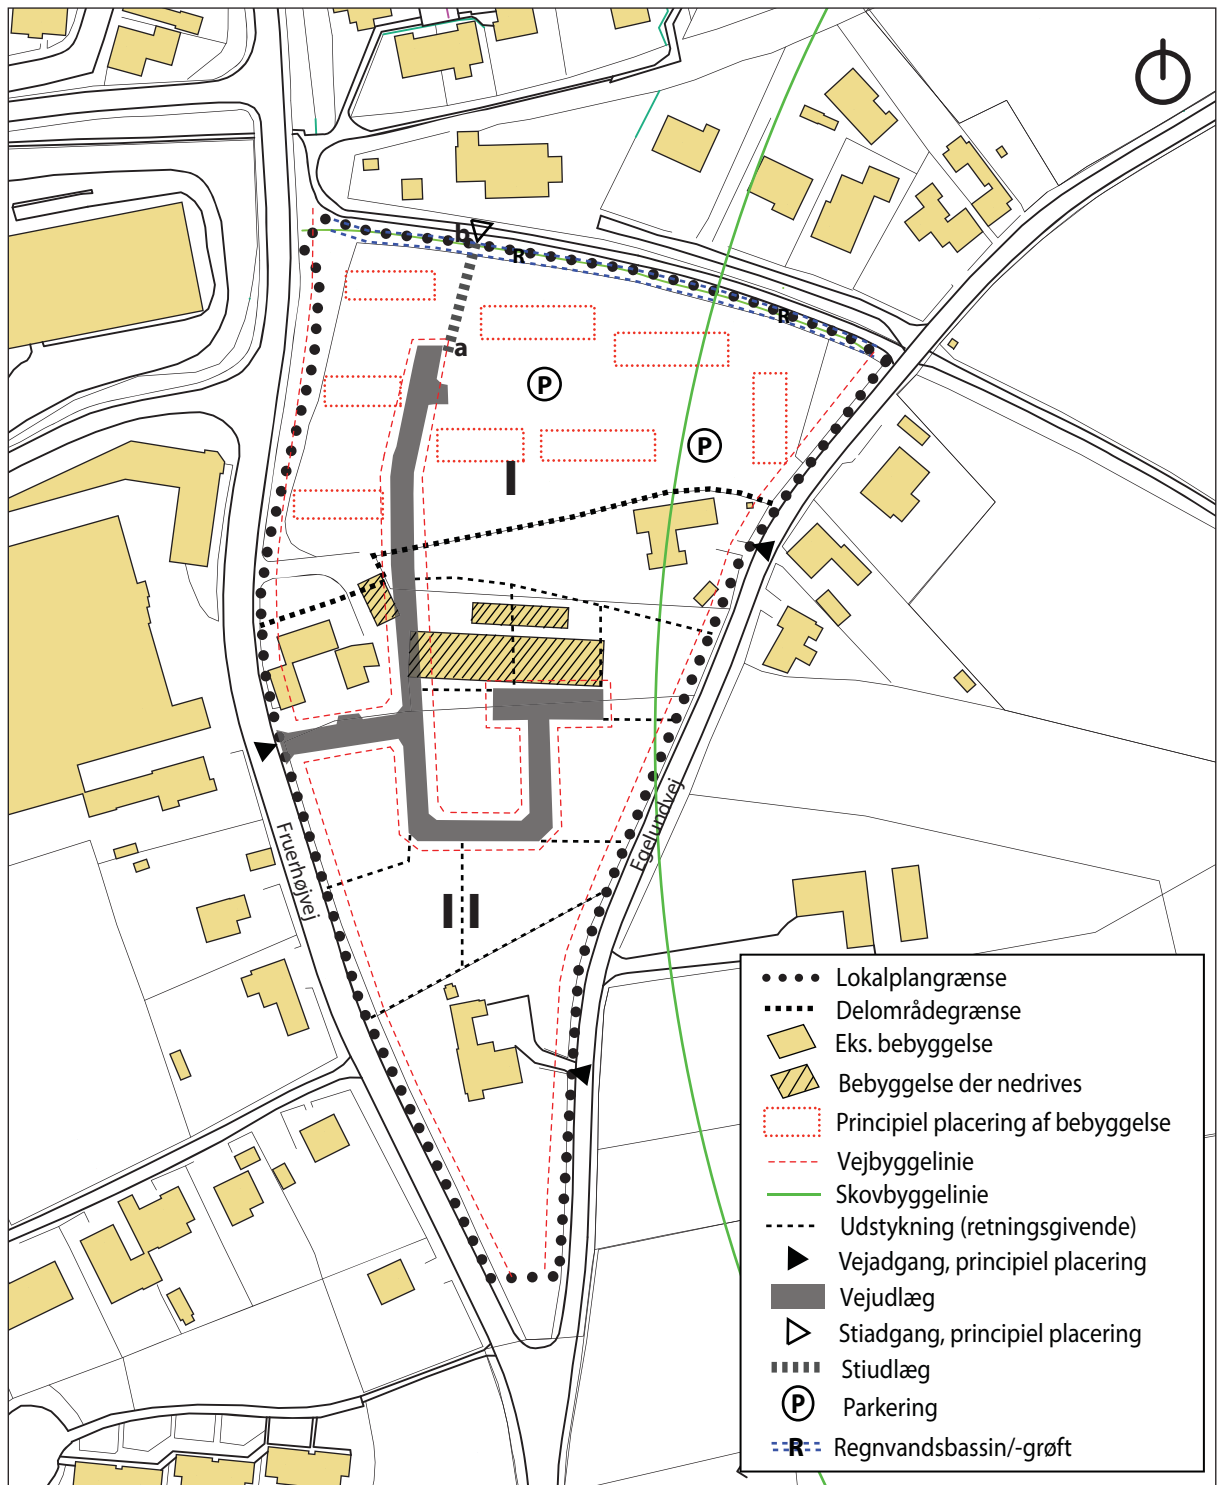 b
R
R
a
P
P
I
Fruerhøjvej
Egelundvej
II
Lokalplangrænse
Delområdegrænse
Eks. bebyggelse
Bebyggelse der nedrives
Principiel placering af bebyggelse
Vejbyggelinie
Skovbyggelinie
Udstykning (retningsgivende)
Vejadgang, principiel placering
Vejudlæg
Stiadgang, principiel placering
Stiudlæg
P Parkering
R Regnvandsbassin/-grøft